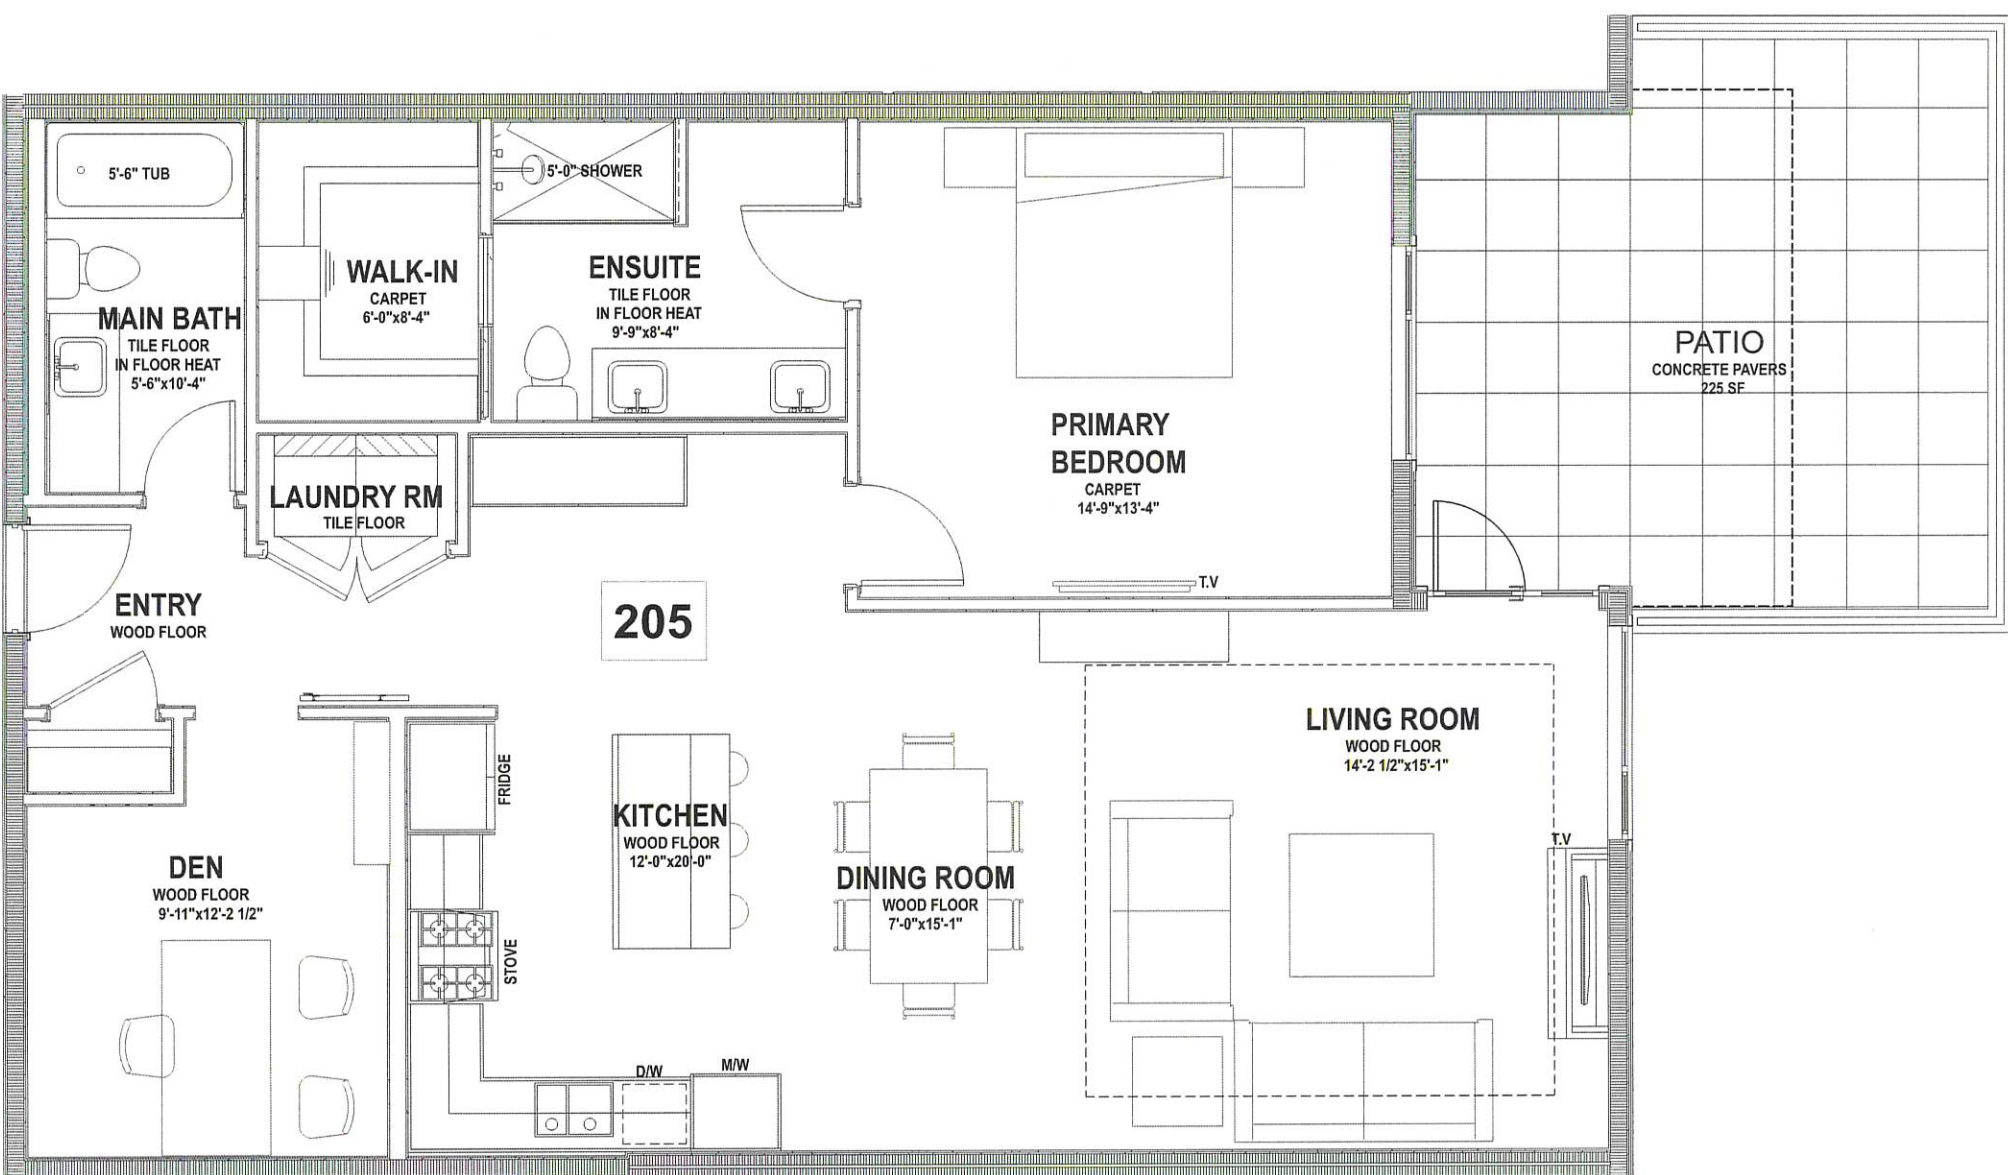 5'-6" TUB
MAIN BATH
TILE FLOOR
IN FLOOR HEAT
5'-6"x10'-4"
WALK-IN
CARPET
6'-0"x8'-4"
5'-0" SHOWER
ENSUITE
TILE FLOOR
IN FLOOR HEAT
9'-9"x8'-4"
PRIMARY
BEDROOM
CARPET
14'-9"x13'-4"
T.V
PATIO
CONCRETE PAVERS
225 SF
LAUNDRY RM
TILE FLOOR
ENTRY
WOOD FLOOR
205
DEN
WOOD FLOOR
9'-11"x12'-2 1/2"
FRIDGE
STOVE
KITCHEN
WOOD FLOOR
12'-0"x20'-0"
D/W
M/W
DINING ROOM
WOOD FLOOR
7'-0"x15'-1"
LIVING ROOM
WOOD FLOOR
14'-2 1/2"x15'-1"
T.V